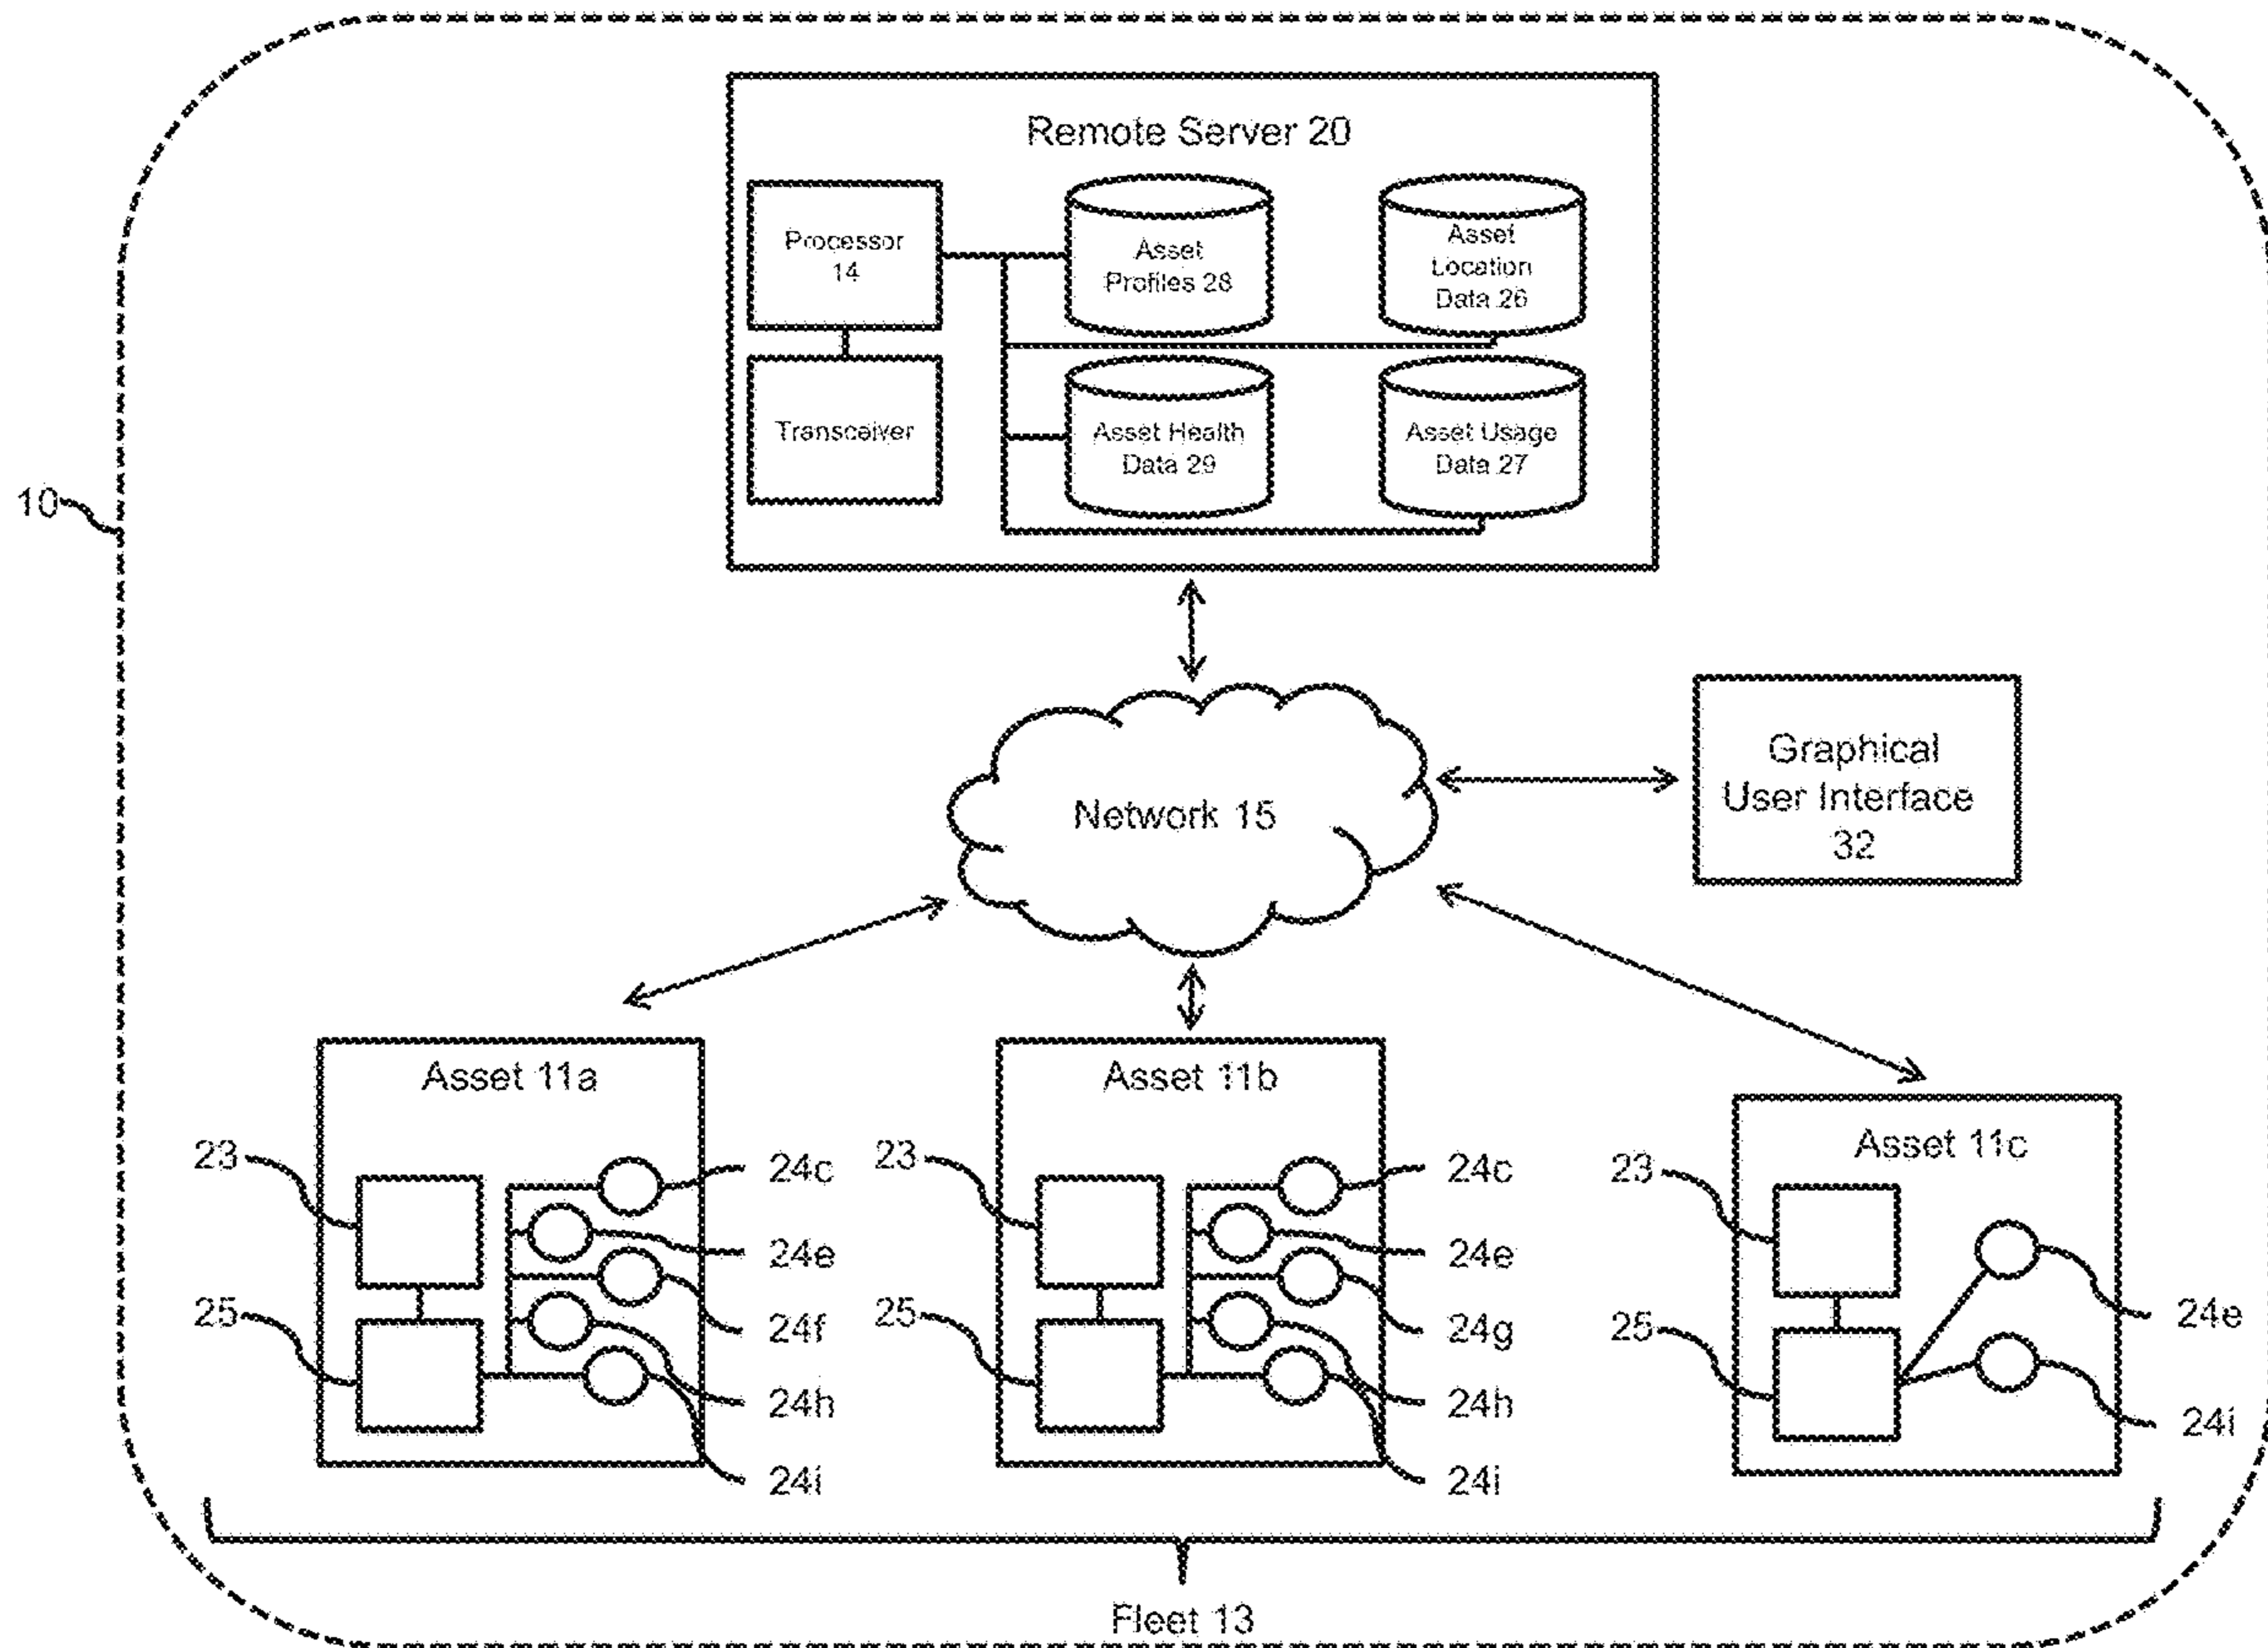 Remote Server 20
Processor
14
Asset
Profiles 28
Asset
Location
Data 26
Transceiver
Asset Health
Data 29
Asset Usage
Data 27
10
Network 15
Graphical
User Interface
32
Asset 11a
23
25
24c
24e
24f
24h
24i
Asset 11b
23
25
24c
24e
24g
24h
24i
Asset 11c
23
25
24e
24i
Fleet 13